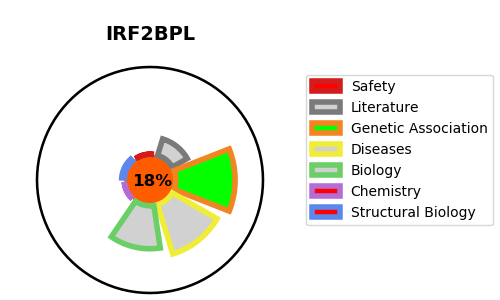 IRF2BPL
18%
Safety
Literature
Genetic Association
Diseases
Biology
Chemistry
Structural Biology